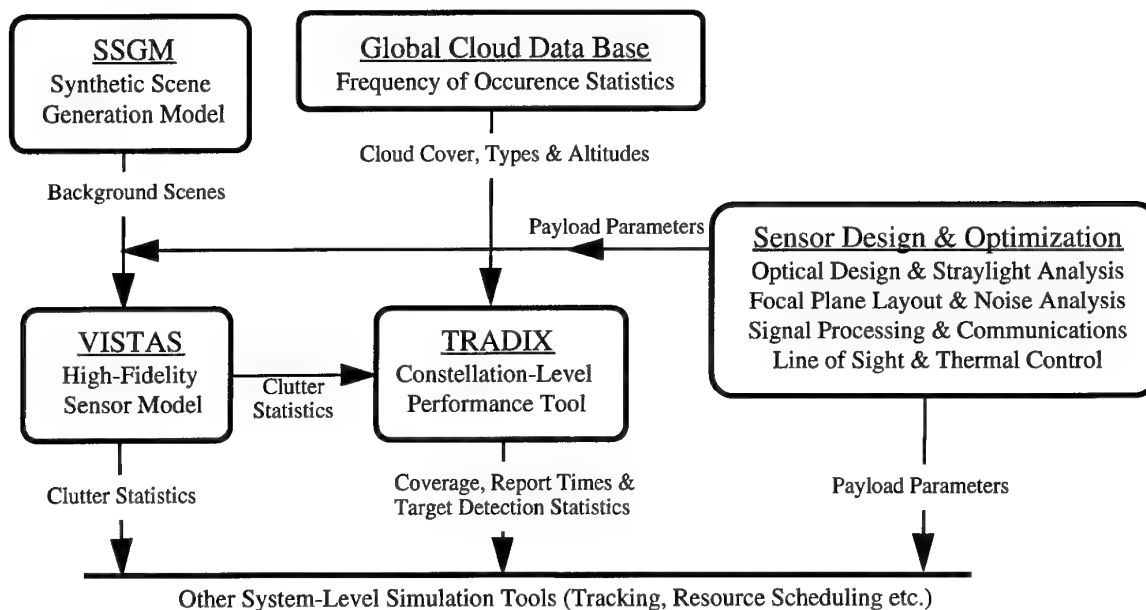 SSGM
Synthetic Scene
Generation Model
Global Cloud Data Base
Frequency of Occurence Statistics
Cloud Cover, Types & Altitudes
Background Scenes
Payload Parameters
Sensor Design & Optimization
Optical Design & Straylight Analysis
Focal Plane Layout & Noise Analysis
Signal Processing & Communications
Line of Sight & Thermal Control
VISTAS
High-Fidelity
Sensor Model
Clutter
Statistics
TRADIX
Constellation-Level
Performance Tool
Clutter Statistics
Coverage, Report Times &
Target Detection Statistics
Payload Parameters
Other System-Level Simulation Tools (Tracking, Resource Scheduling etc.)